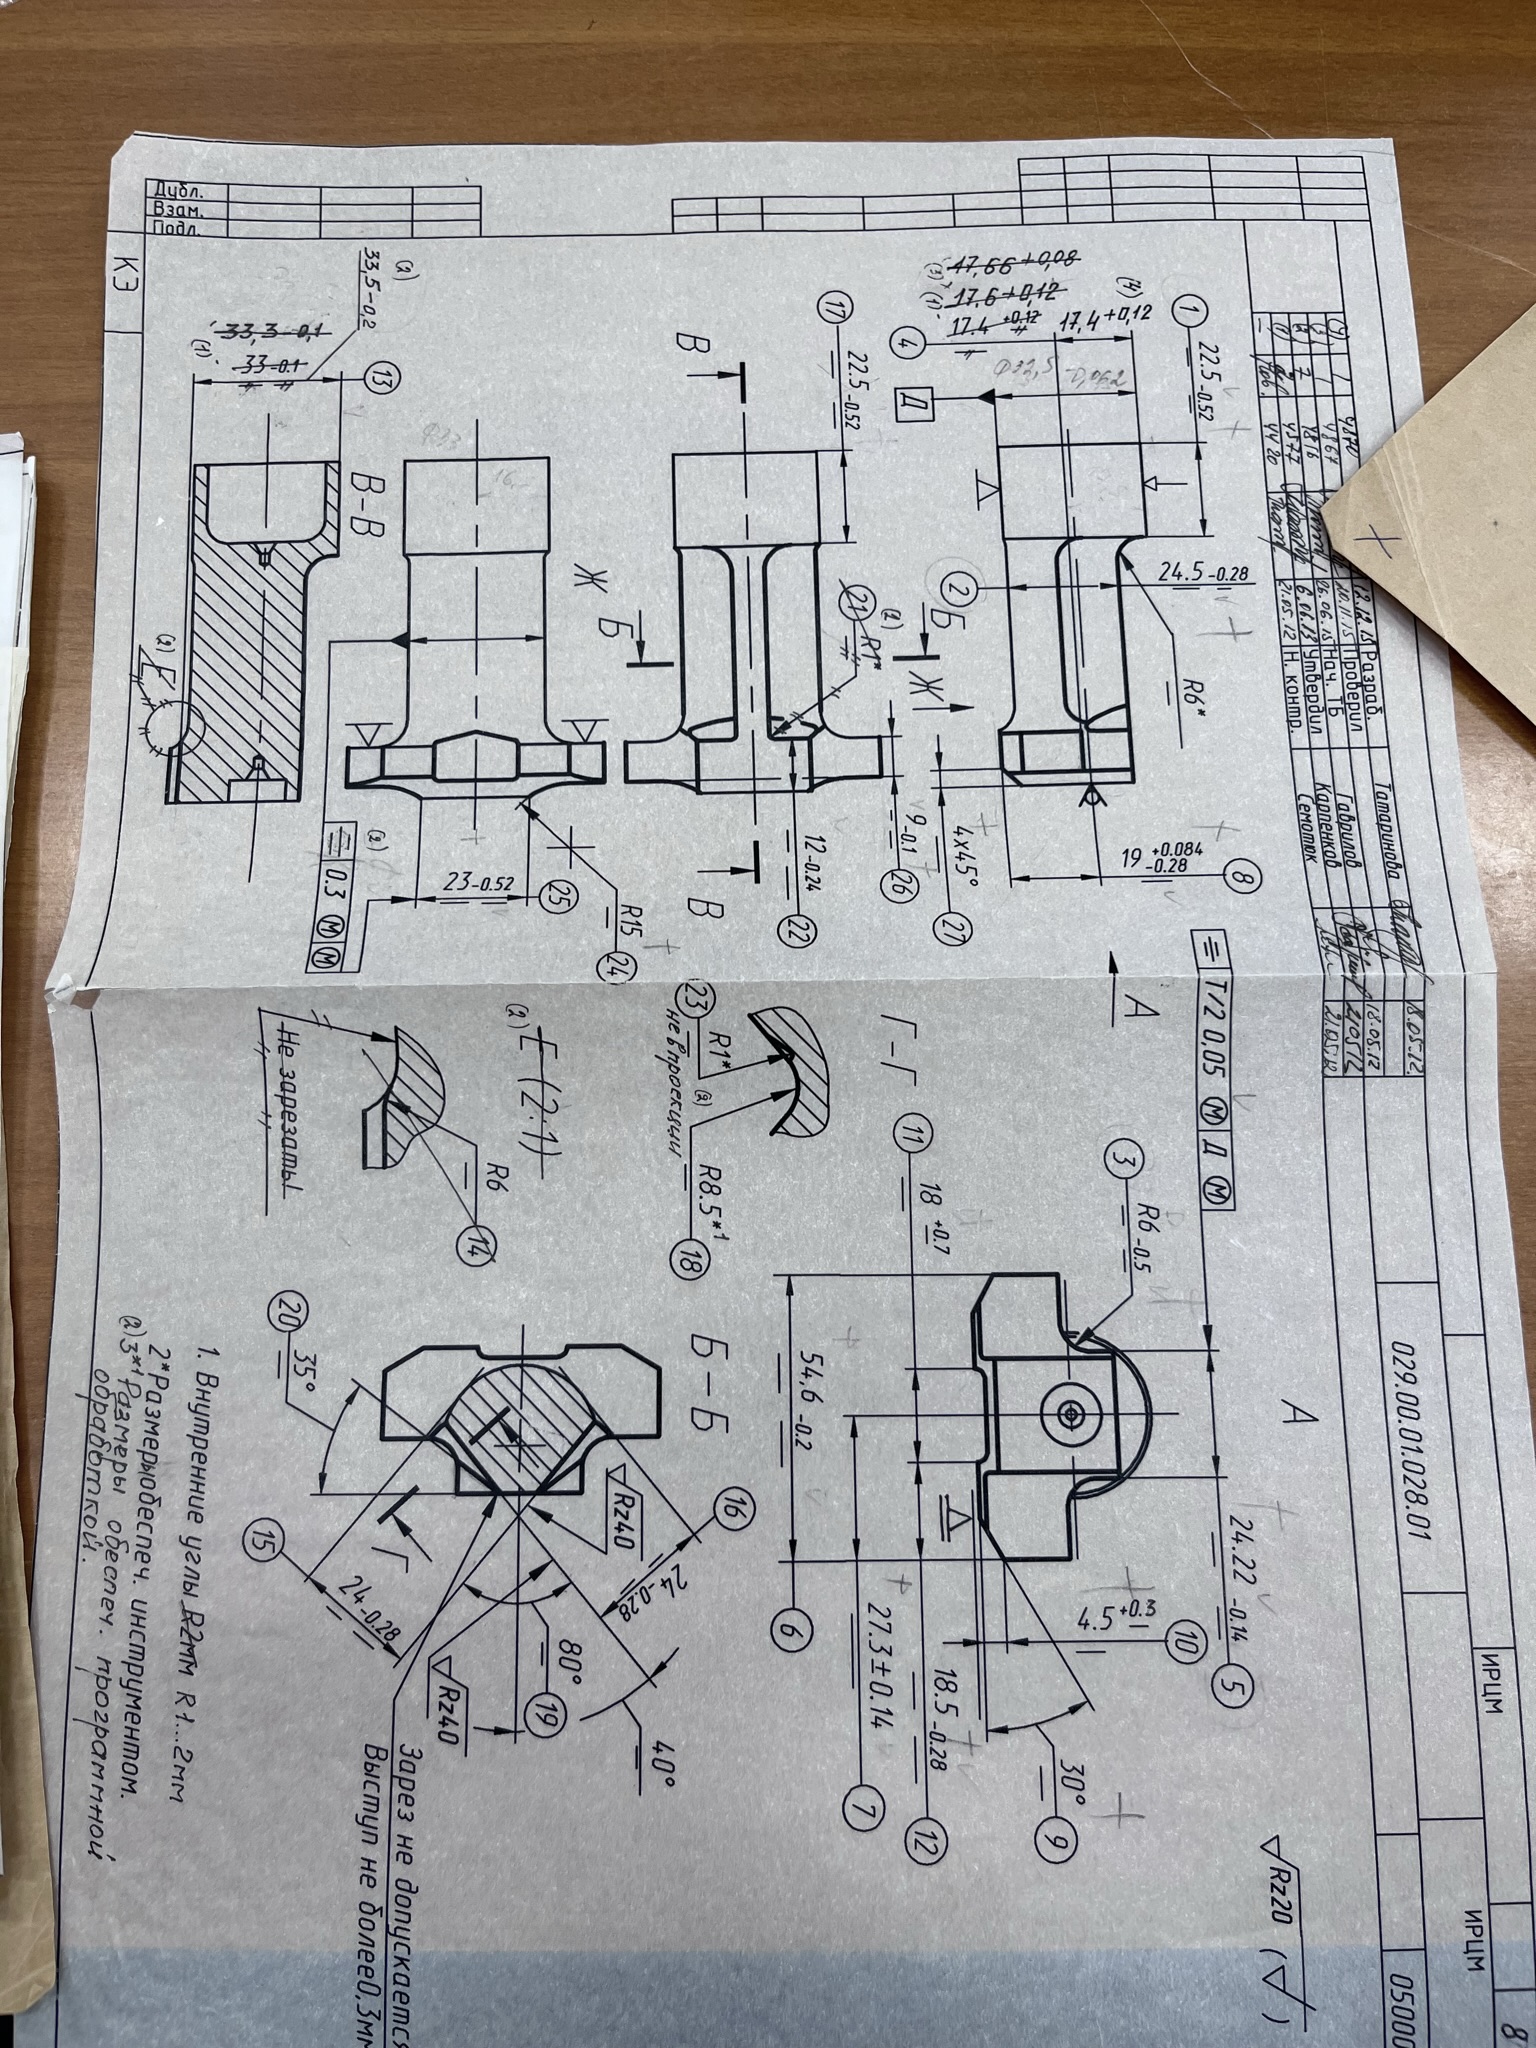 ИРЦМ
8
ИРЦМ
029.00.01.028.01
05000
(4) 1 4870 12.12.15 Разраб. Татаринова 18.05.12
(3) 1 4867 20.11.15 Проверил 18.05.12
(2) 7 4816 26.06.15 Нач. ТБ Гаврилов 21.05.12
(1) 2 4577 6.06.13 Утвердил Карпенков 21.05.12
— Нов. 4420 21.05.12 Н. контр. Семотюк
А
Rz20 (√)
1 22.5 -0.52
24.5 -0.28
R6*
8
19 +0.084 -0.28
Т/2 0,05 М Д М
24.22 -0.14 5
10
А
3 R6 -0.5
4.5 +0.3
30° 9
(4) 17,4+0,12
17,66+0,08
(3) 17,6+0,12
(1) 17.4 +0.12
Ø33,5 -0,062
4
Д
2
Б
Ж
4х45° 27
9 -0.1 26
11 18 +0.7
18.5 -0.28 12
27.3±0.14 7
54,6 -0.2 6
17 22.5 -0.52
(2)
21 R1*
12 -0.24 22
В В
Б
Г-Г
23 R1* (2) R8.5*¹ 18
не в проекции
Б-Б
16
24 -0.28
40°
Rz40
80° 19
Rz40
Ж
R15 24
25
23 -0.52
(2)
0.3 М М
(2) Е (2:1)
R6 14
Не зарезать!
Г
24 -0.28
15
20 35°
Зарез не допускается
Выступ не более 0,3мм
В-В
(2)
33,5-0,2 13
33,3-0,1
33-0.1
(1)
(2) Е
1. Внутренние углы R2мм R1...2мм
2*Размеры обеспеч. инструментом.
(2) 3*¹ Размеры обеспеч. программной
обработкой.
Дубл.
Взам.
Подл.
КЭ